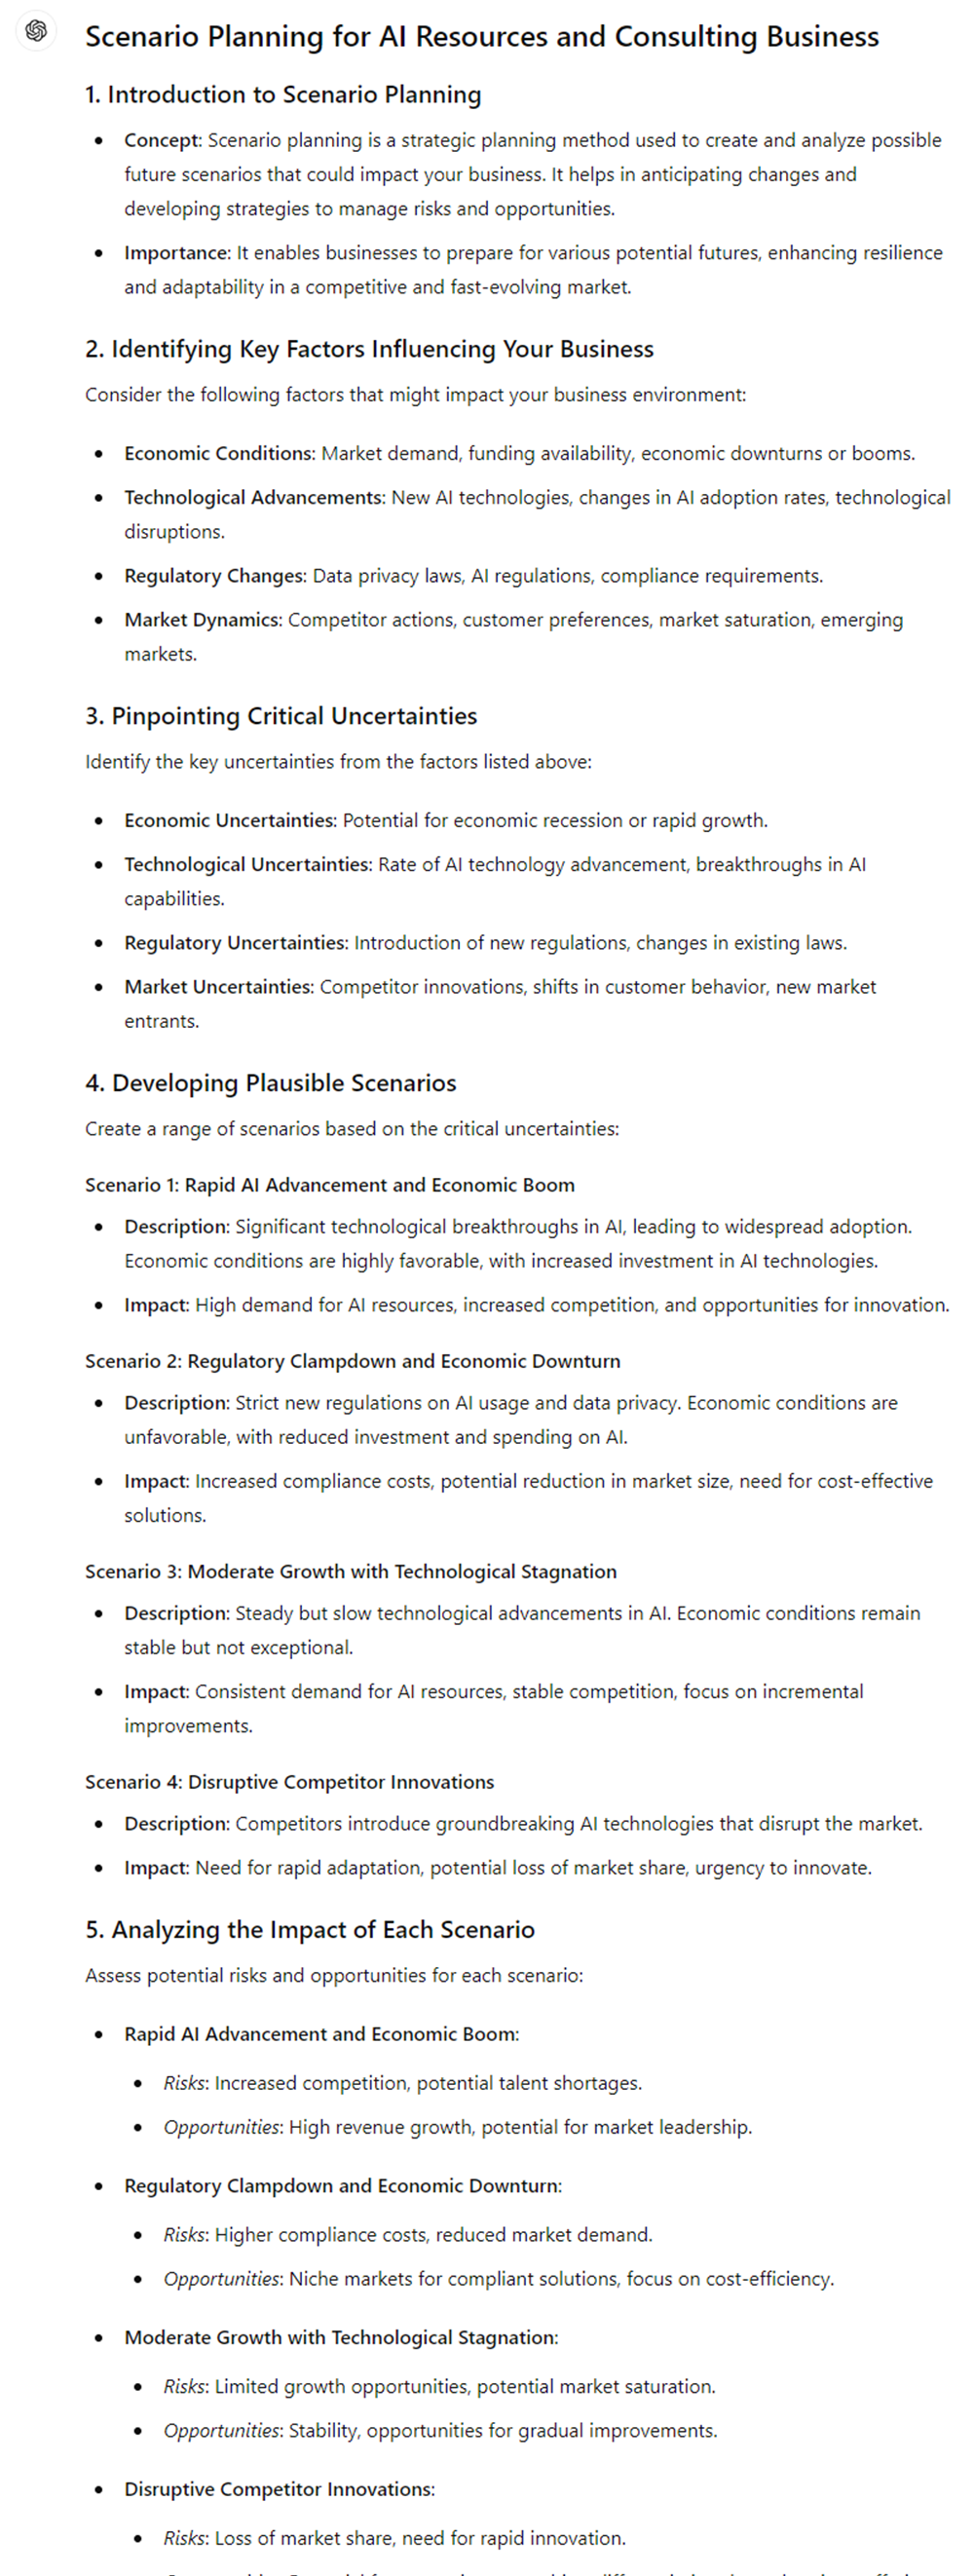 Scenario Planning for AI Resources and Consulting Business
1. Introduction to Scenario Planning
• Concept: Scenario planning is a strategic planning method used to create and analyze possible
future scenarios that could impact your business. It helps in anticipating changes and
developing strategies to manage risks and opportunities.
• Importance: It enables businesses to prepare for various potential futures, enhancing resilience
and adaptability in a competitive and fast-evolving market.
2. Identifying Key Factors Influencing Your Business
Consider the following factors that might impact your business environment:
• Economic Conditions: Market demand, funding availability, economic downturns or booms.
• Technological Advancements: New AI technologies, changes in AI adoption rates, technological
disruptions.
• Regulatory Changes: Data privacy laws, AI regulations, compliance requirements.
• Market Dynamics: Competitor actions, customer preferences, market saturation, emerging
markets.
3. Pinpointing Critical Uncertainties
Identify the key uncertainties from the factors listed above:
• Economic Uncertainties: Potential for economic recession or rapid growth.
• Technological Uncertainties: Rate of AI technology advancement, breakthroughs in AI
capabilities.
• Regulatory Uncertainties: Introduction of new regulations, changes in existing laws.
• Market Uncertainties: Competitor innovations, shifts in customer behavior, new market
entrants.
4. Developing Plausible Scenarios
Create a range of scenarios based on the critical uncertainties:
Scenario 1: Rapid AI Advancement and Economic Boom
• Description: Significant technological breakthroughs in AI, leading to widespread adoption.
Economic conditions are highly favorable, with increased investment in AI technologies.
• Impact: High demand for AI resources, increased competition, and opportunities for innovation.
Scenario 2: Regulatory Clampdown and Economic Downturn
• Description: Strict new regulations on AI usage and data privacy. Economic conditions are
unfavorable, with reduced investment and spending on AI.
• Impact: Increased compliance costs, potential reduction in market size, need for cost-effective
solutions.
Scenario 3: Moderate Growth with Technological Stagnation
• Description: Steady but slow technological advancements in AI. Economic conditions remain
stable but not exceptional.
• Impact: Consistent demand for AI resources, stable competition, focus on incremental
improvements.
Scenario 4: Disruptive Competitor Innovations
• Description: Competitors introduce groundbreaking AI technologies that disrupt the market.
• Impact: Need for rapid adaptation, potential loss of market share, urgency to innovate.
5. Analyzing the Impact of Each Scenario
Assess potential risks and opportunities for each scenario:
• Rapid AI Advancement and Economic Boom:
• Risks: Increased competition, potential talent shortages.
• Opportunities: High revenue growth, potential for market leadership.
• Regulatory Clampdown and Economic Downturn:
• Risks: Higher compliance costs, reduced market demand.
• Opportunities: Niche markets for compliant solutions, focus on cost-efficiency.
• Moderate Growth with Technological Stagnation:
• Risks: Limited growth opportunities, potential market saturation.
• Opportunities: Stability, opportunities for gradual improvements.
• Disruptive Competitor Innovations:
• Risks: Loss of market share, need for rapid innovation.